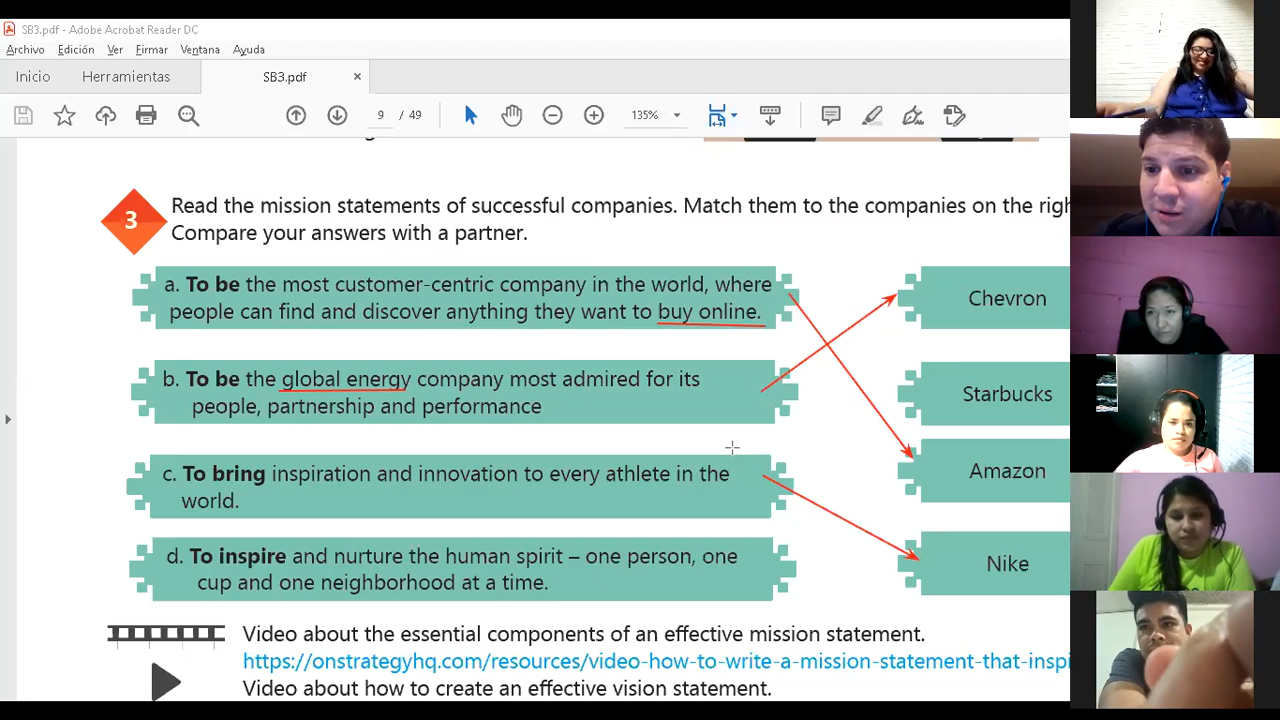 SB3.pdf - Adobe Acrobat Reader DC
Archivo Edición Ver Firmar Ventana Ayuda
Inicio Herramientas SB3.pdf ×
9 / 49 135%
3
Read the mission statements of successful companies. Match them to the companies on the righ
Compare your answers with a partner.
a. To be the most customer-centric company in the world, where
people can find and discover anything they want to buy online.
Chevron
b. To be the global energy company most admired for its
people, partnership and performance
Starbucks
c. To bring inspiration and innovation to every athlete in the
world.
Amazon
d. To inspire and nurture the human spirit – one person, one
cup and one neighborhood at a time.
Nike
Video about the essential components of an effective mission statement.
https://onstrategyhq.com/resources/video-how-to-write-a-mission-statement-that-inspi
Video about how to create an effective vision statement.